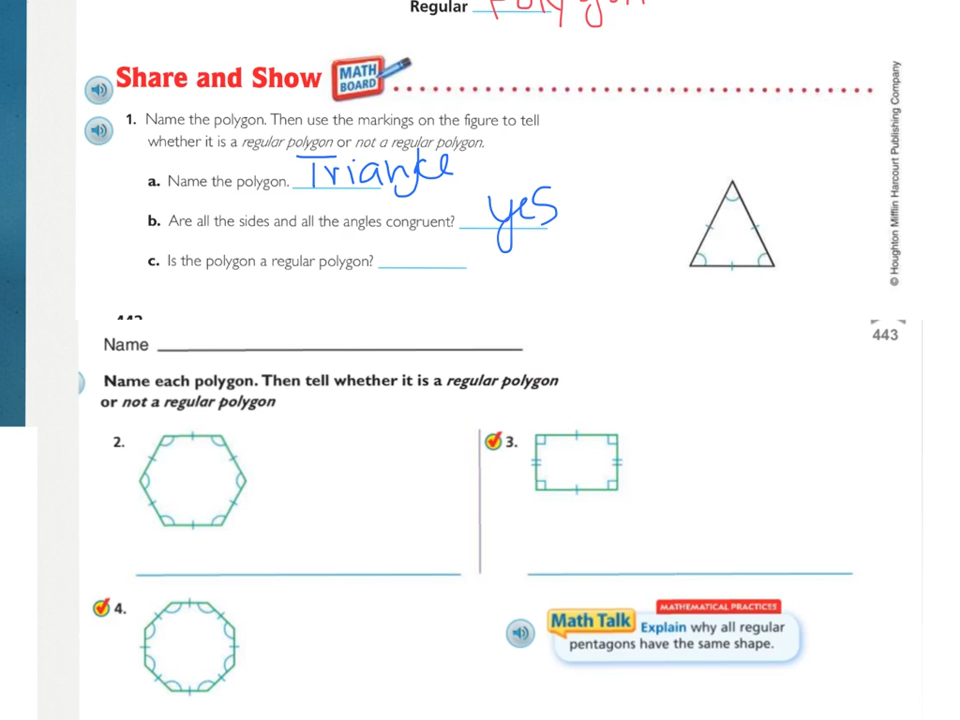 Regular Polygon
Share and Show MATH BOARD
1. Name the polygon. Then use the markings on the figure to tell
whether it is a regular polygon or not a regular polygon.
a. Name the polygon. Triangle
b. Are all the sides and all the angles congruent? yes
c. Is the polygon a regular polygon?
© Houghton Mifflin Harcourt Publishing Company
443
Name
Name each polygon. Then tell whether it is a regular polygon
or not a regular polygon
2.
3.
4.
MATHEMATICAL PRACTICES
Math Talk Explain why all regular
pentagons have the same shape.